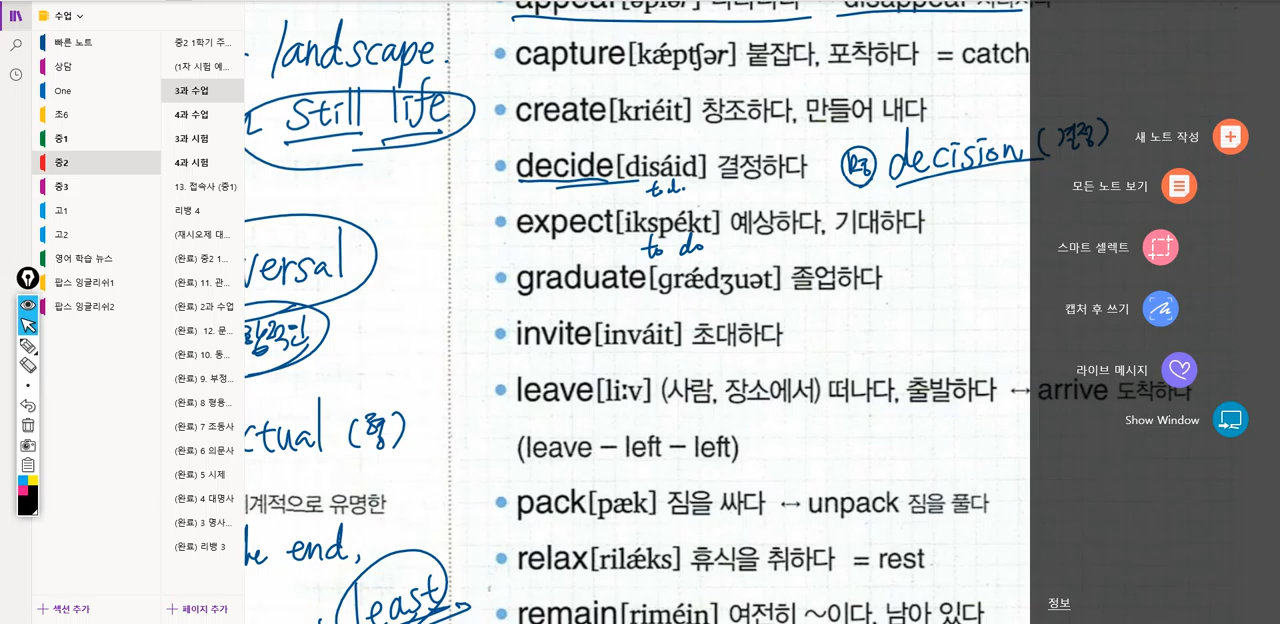 수업
빠른 노트
상담
One
초6
중1
중2
중3
고1
고2
영어 학습 뉴스
팝스 잉글리쉬1
팝스 잉글리쉬2
섹션 추가
중2 1학기 주...
(1차 시험 예...
3과 수업
4과 수업
3과 시험
4과 시험
13. 접속사 (중1)
리뱅 4
(재시오제 대...
(완료) 중2 1...
(완료) 11. 관...
(완료) 2과 수업
(완료) 12. 문...
(완료) 10. 동...
(완료) 9. 부정...
(완료) 8 형용...
(완료) 7 조동사
(완료) 6 의문사
(완료) 5 시제
(완료) 4 대명사
(완료) 3 명사...
(완료) 리뱅 3
페이지 추가
landscape.
still life
versal
ctual (형)
계적으로 유명한
end,
least
appear disappear
capture[kǽptʃər] 붙잡다, 포착하다 = catch
create[kriéit] 창조하다, 만들어 내다
decide[disáid] 결정하다 명 decision (결정)
to d.
expect[ikspékt] 예상하다, 기대하다
to do
graduate[grǽdʒuət] 졸업하다
invite[inváit] 초대하다
leave[liːv] (사람, 장소에서) 떠나다, 출발하다 ↔ arrive 도착하다
(leave – left – left)
pack[pæk] 짐을 싸다 ↔ unpack 짐을 풀다
relax[rilǽks] 휴식을 취하다 = rest
remain[riméin] 여전히 ~이다, 남아 있다
새 노트 작성
모든 노트 보기
스마트 셀렉트
캡처 후 쓰기
라이브 메시지
Show Window
정보